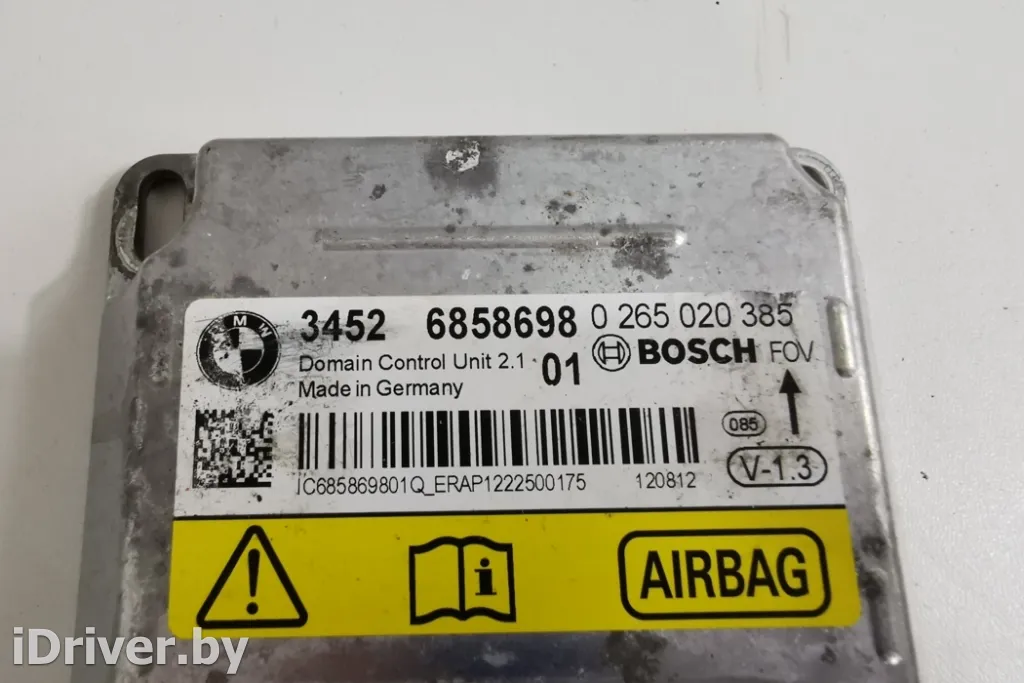 BMW
3452 6858698 0 265 020 385
Domain Control Unit 2.1 01 BOSCH FOV
Made in Germany
085
V-1.3
IC685869801Q_ERAP1222500175 120812
i AIRBAG
iDriver.by